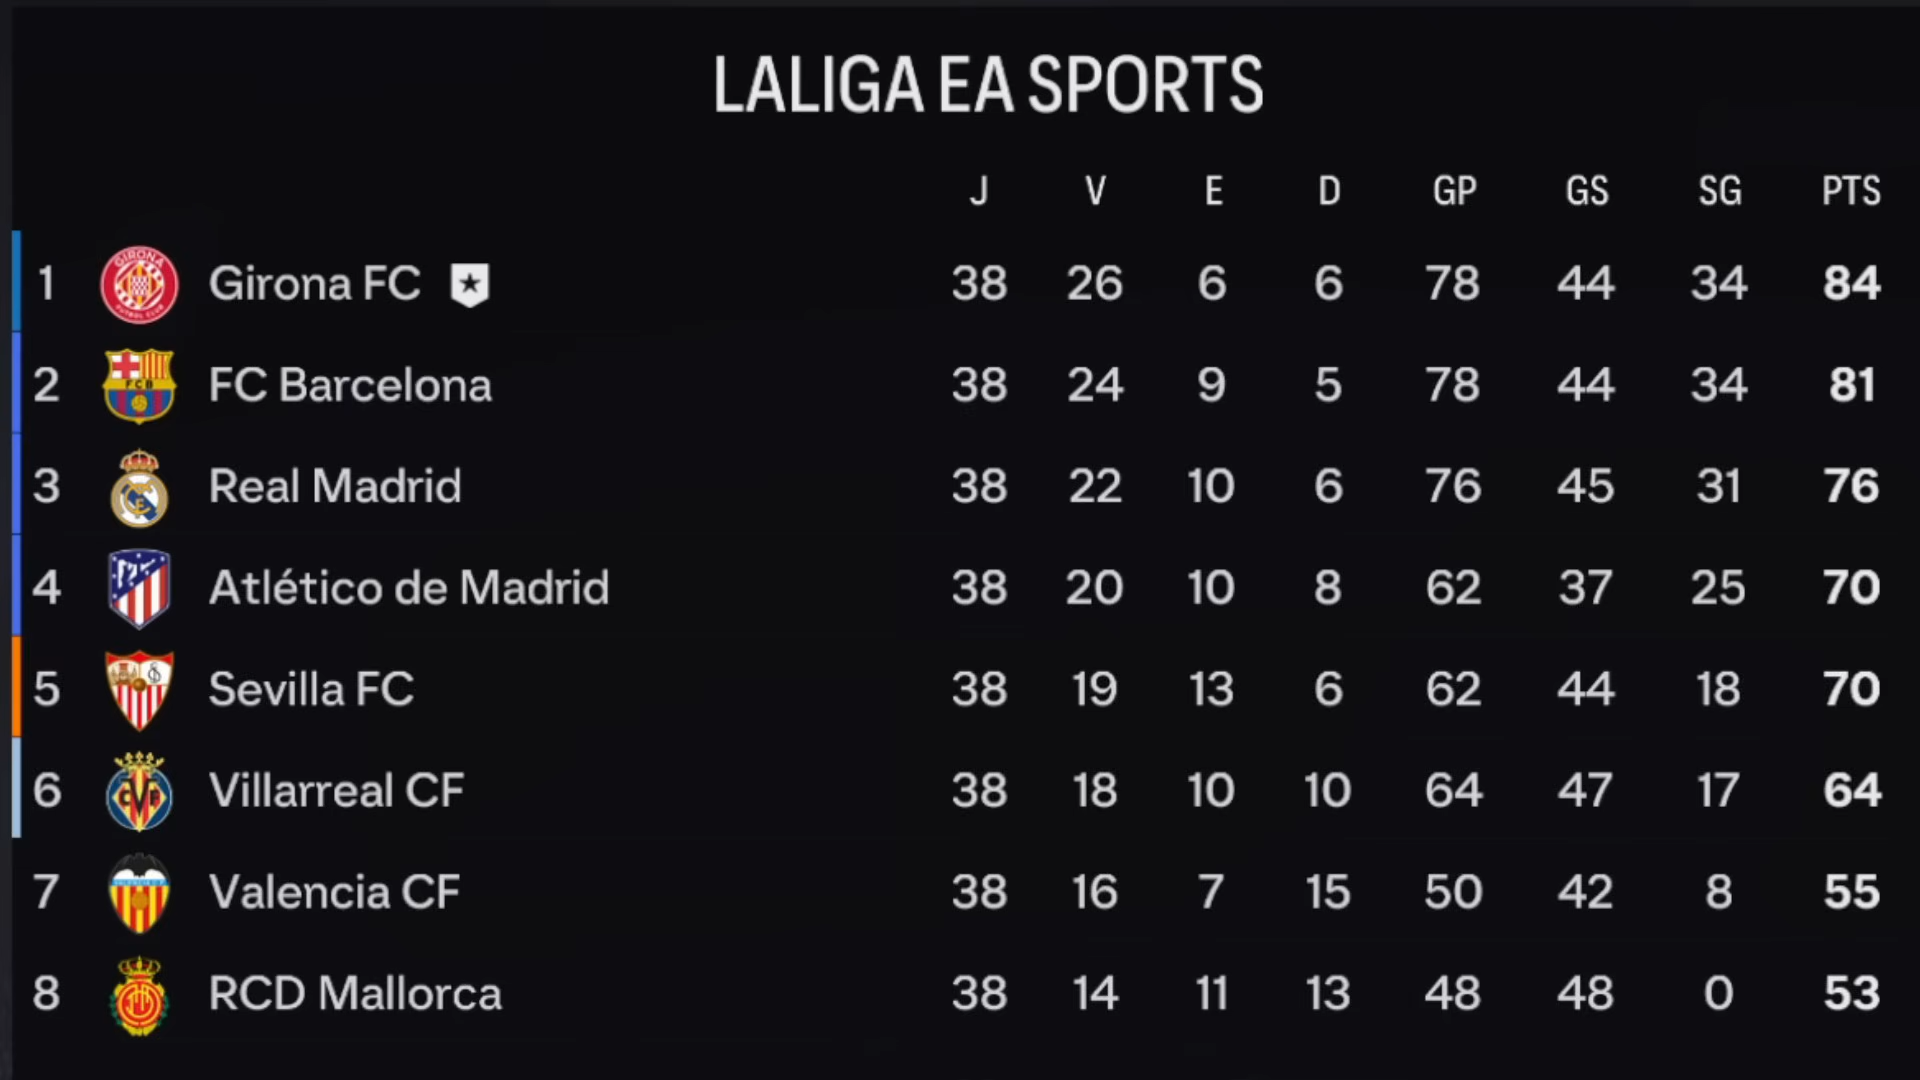 LALIGA EA SPORTS
J V E D GP GS SG PTS
1 Girona FC 38 26 6 6 78 44 34 84
2 FC Barcelona 38 24 9 5 78 44 34 81
3 Real Madrid 38 22 10 6 76 45 31 76
4 Atlético de Madrid 38 20 10 8 62 37 25 70
5 Sevilla FC 38 19 13 6 62 44 18 70
6 Villarreal CF 38 18 10 10 64 47 17 64
7 Valencia CF 38 16 7 15 50 42 8 55
8 RCD Mallorca 38 14 11 13 48 48 0 53